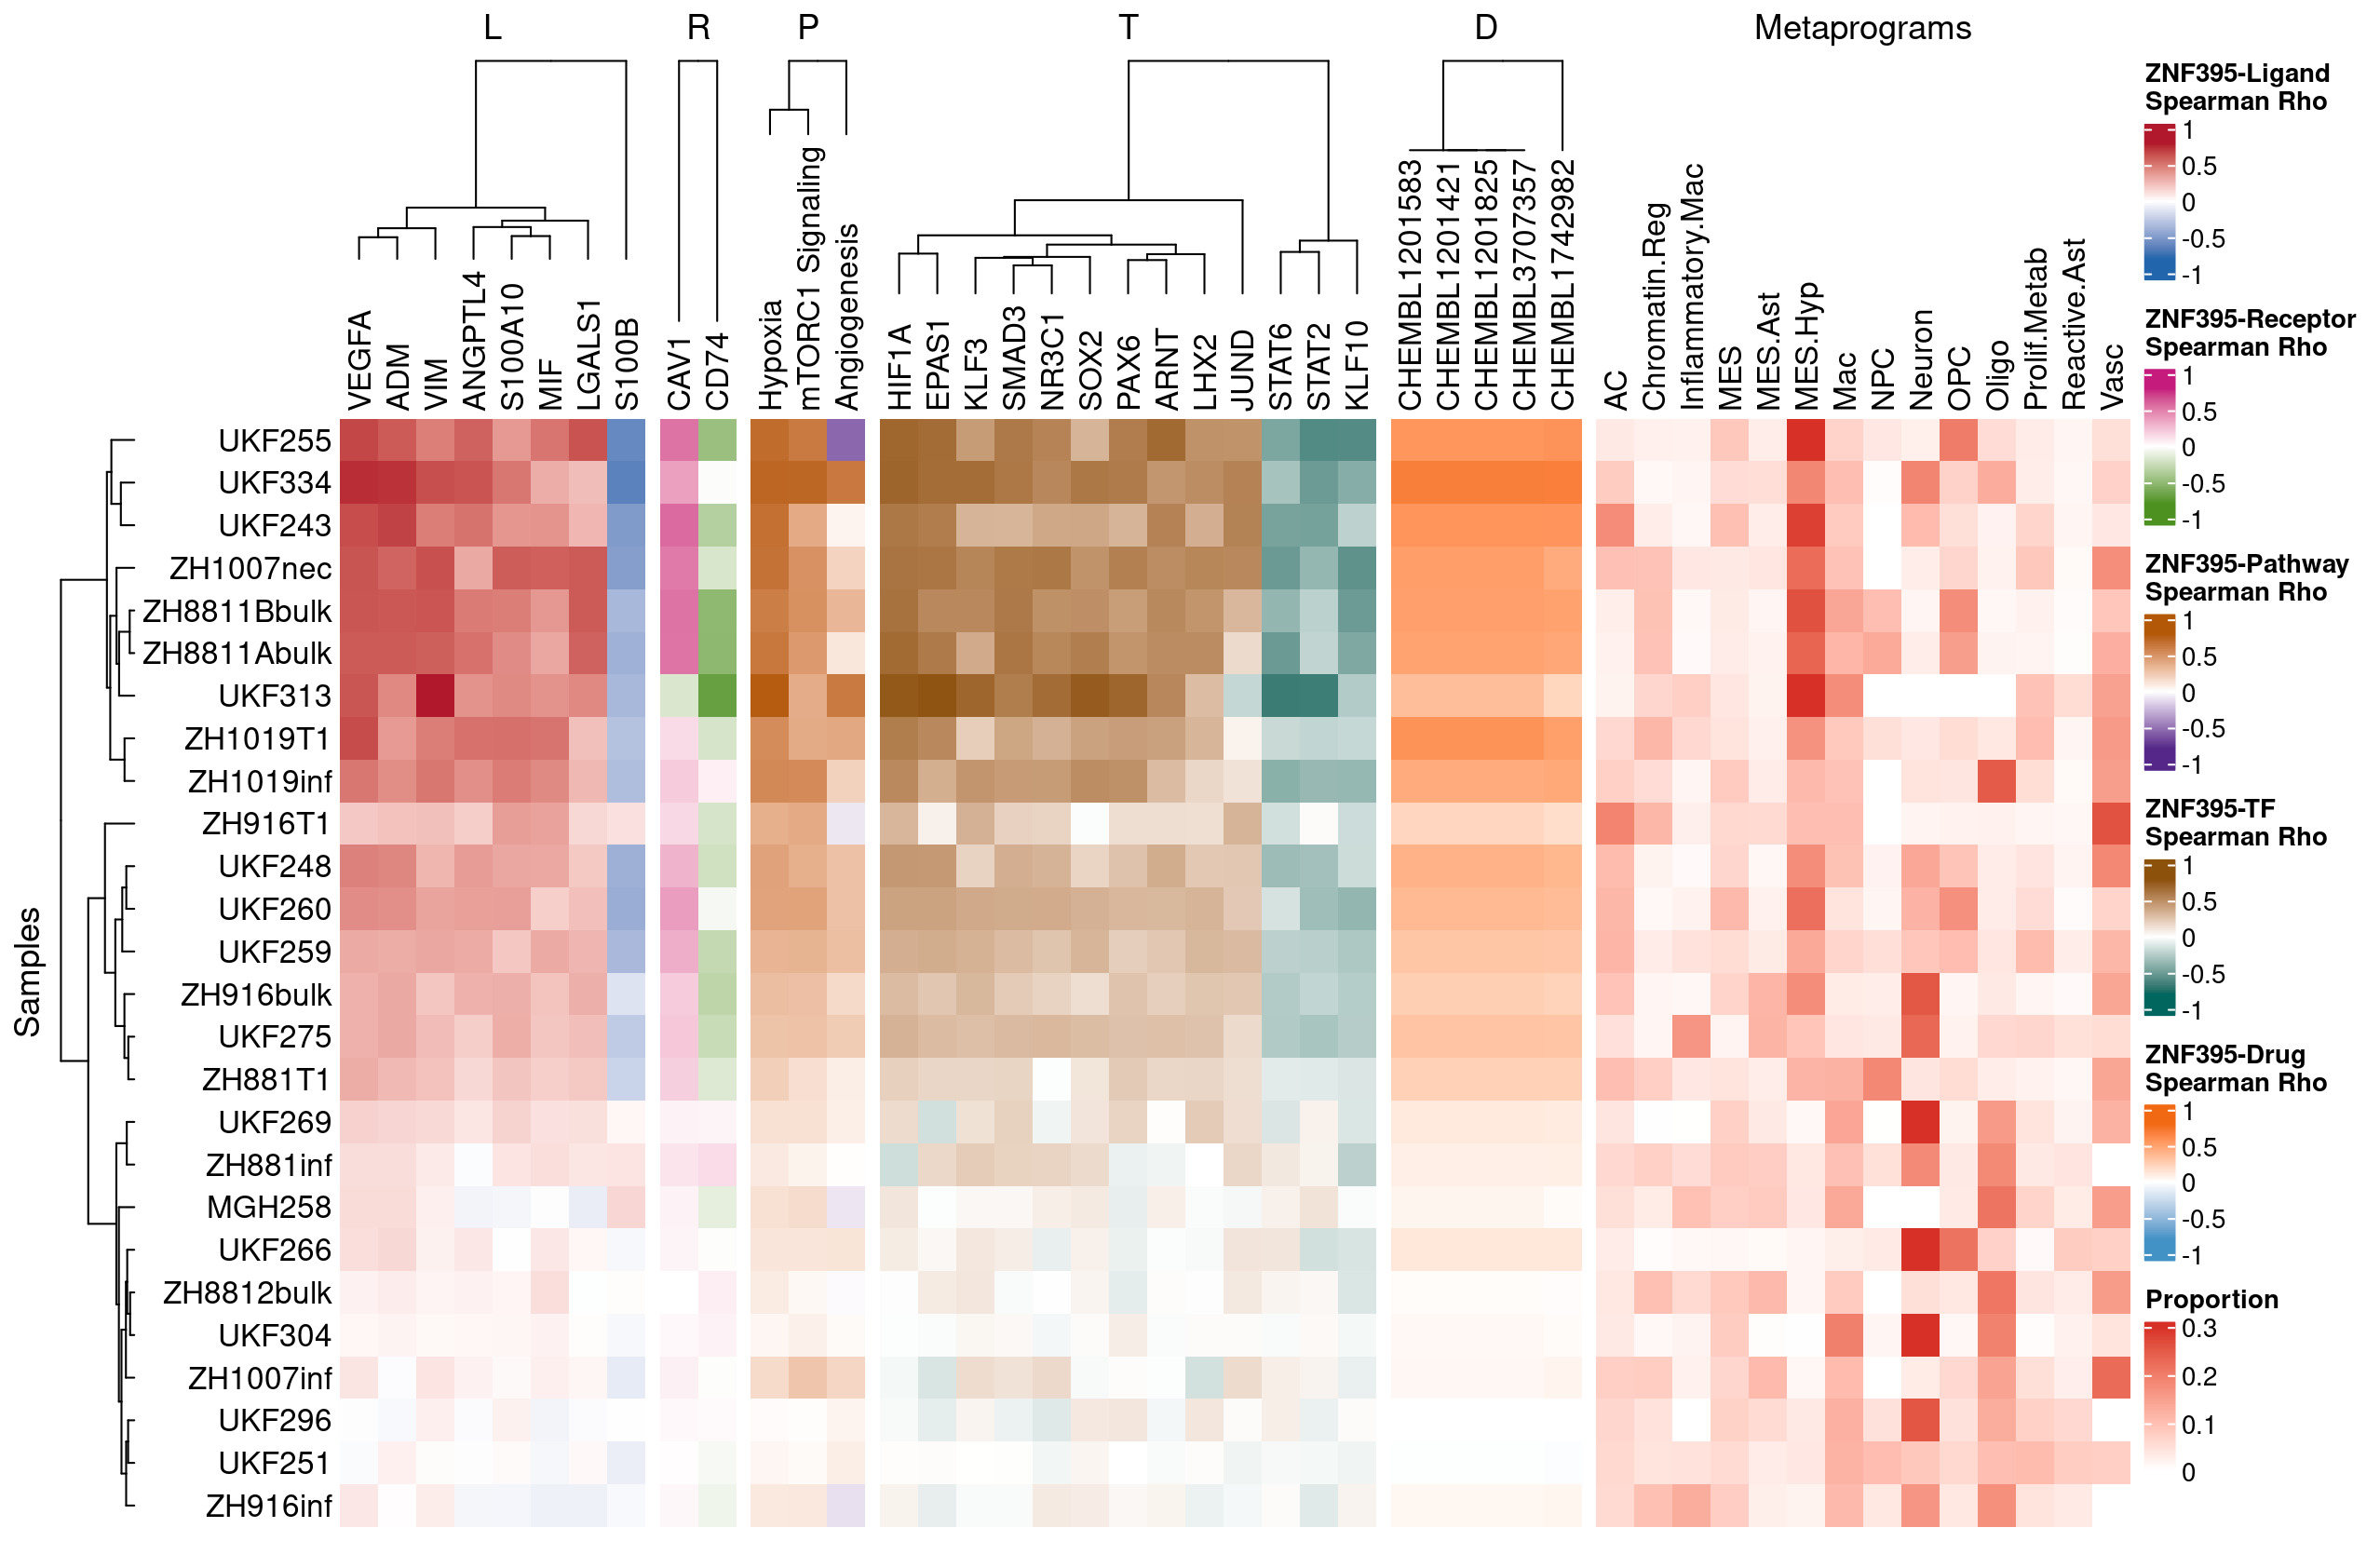 L R P T D Metaprograms
VEGFA
ADM
VIM
ANGPTL4
S100A10
MIF
LGALS1
S100B
CAV1
CD74
Hypoxia
mTORC1 Signaling
Angiogenesis
HIF1A
EPAS1
KLF3
SMAD3
NR3C1
SOX2
PAX6
ARNT
LHX2
JUND
STAT6
STAT2
KLF10
CHEMBL1201583
CHEMBL1201421
CHEMBL1201825
CHEMBL3707357
CHEMBL1742982
AC
Chromatin.Reg
Inflammatory.Mac
MES
MES.Ast
MES.Hyp
Mac
NPC
Neuron
OPC
Oligo
Prolif.Metab
Reactive.Ast
Vasc
Samples
UKF255
UKF334
UKF243
ZH1007nec
ZH8811Bbulk
ZH8811Abulk
UKF313
ZH1019T1
ZH1019inf
ZH916T1
UKF248
UKF260
UKF259
ZH916bulk
UKF275
ZH881T1
UKF269
ZH881inf
MGH258
UKF266
ZH8812bulk
UKF304
ZH1007inf
UKF296
UKF251
ZH916inf
ZNF395-Ligand
Spearman Rho
1
0.5
0
-0.5
-1
ZNF395-Receptor
Spearman Rho
1
0.5
0
-0.5
-1
ZNF395-Pathway
Spearman Rho
1
0.5
0
-0.5
-1
ZNF395-TF
Spearman Rho
1
0.5
0
-0.5
-1
ZNF395-Drug
Spearman Rho
1
0.5
0
-0.5
-1
Proportion
0.3
0.2
0.1
0